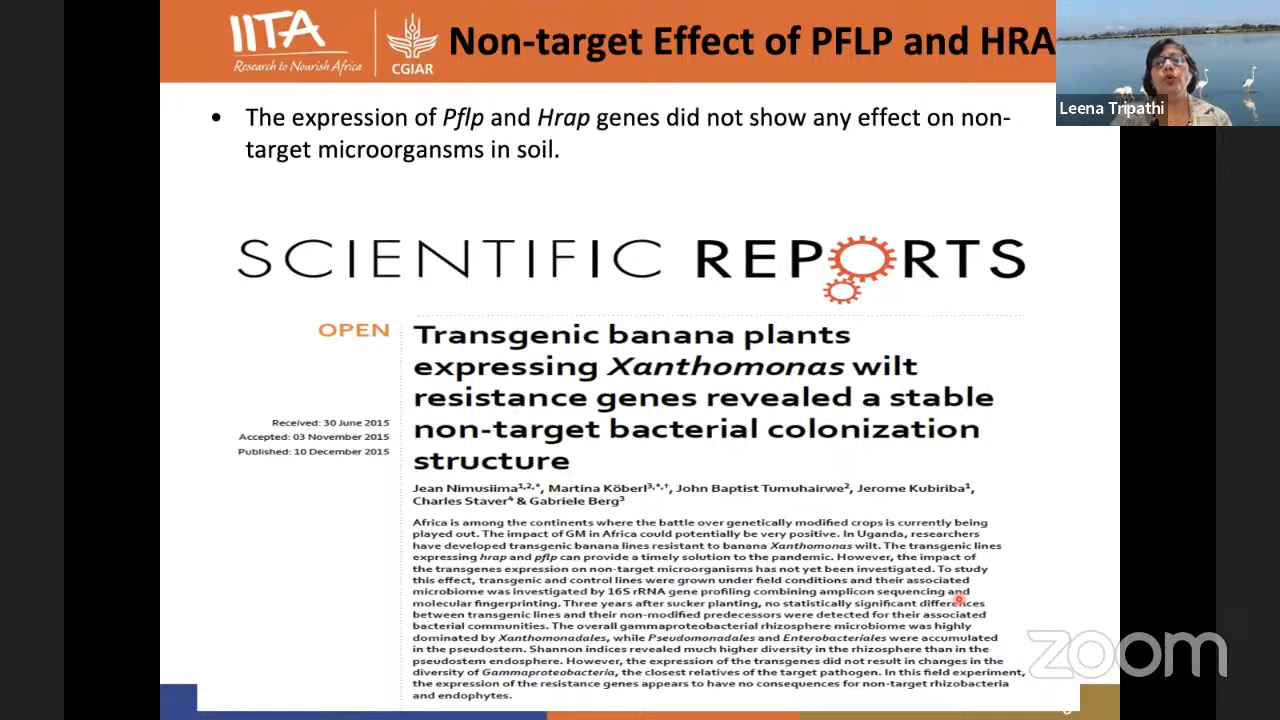 IITA
Research to Nourish Africa
CGIAR
Non-target Effect of PFLP and HRA
Leena Tripathi
• The expression of Pflp and Hrap genes did not show any effect on non-
target microorgansms in soil.
SCIENTIFIC REPORTS
OPEN
Transgenic banana plants
expressing Xanthomonas wilt
resistance genes revealed a stable
non-target bacterial colonization
structure
Received: 30 June 2015
Accepted: 03 November 2015
Published: 10 December 2015
Jean Nimusiima1,2,*, Martina Köberl3,*,†, John Baptist Tumuhairwe2, Jerome Kubiriba1,
Charles Staver4 & Gabriele Berg3
Africa is among the continents where the battle over genetically modified crops is currently being
played out. The impact of GM in Africa could potentially be very positive. In Uganda, researchers
have developed transgenic banana lines resistant to banana Xanthomonas wilt. The transgenic lines
expressing hrap and pflp can provide a timely solution to the pandemic. However, the impact of
the transgenes expression on non-target microorganisms has not yet been investigated. To study
this effect, transgenic and control lines were grown under field conditions and their associated
microbiome was investigated by 16S rRNA gene profiling combining amplicon sequencing and
molecular fingerprinting. Three years after sucker planting, no statistically significant differences
between transgenic lines and their non-modified predecessors were detected for their associated
bacterial communities. The overall gammaproteobacterial rhizosphere microbiome was highly
dominated by Xanthomonadales, while Pseudomonadales and Enterobacteriales were accumulated
in the pseudostem. Shannon indices revealed much higher diversity in the rhizosphere than in the
pseudostem endosphere. However, the expression of the transgenes did not result in changes in the
diversity of Gammaproteobacteria, the closest relatives of the target pathogen. In this field experiment,
the expression of the resistance genes appears to have no consequences for non-target rhizobacteria
and endophytes.
zoom